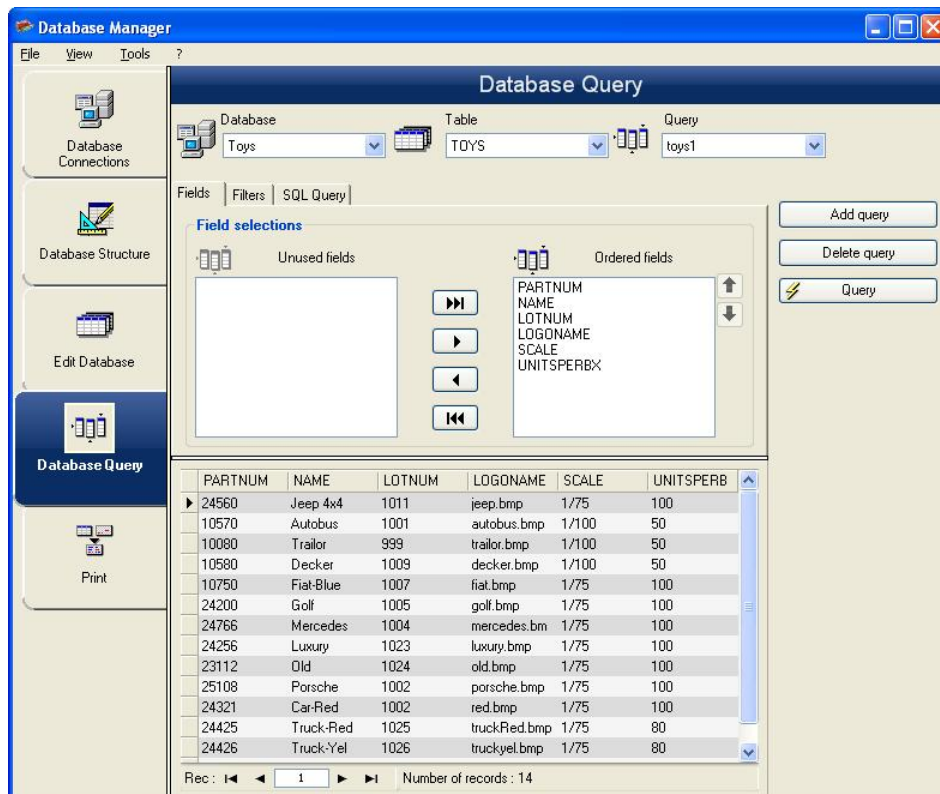 Database Manager
File View Tools ?
Database Query
Database
Connections
Database Structure
Edit Database
Database Query
Print
Database Table Query
Toys TOYS toys1
Fields Filters SQL Query
Field selections
Unused fields Ordered fields
PARTNUM
NAME
LOTNUM
LOGONAME
SCALE
UNITSPERBX
Add query
Delete query
Query
PARTNUM NAME LOTNUM LOGONAME SCALE UNITSPERB
24560 Jeep 4x4 1011 jeep.bmp 1/75 100
10570 Autobus 1001 autobus.bmp 1/100 50
10080 Trailor 999 trailor.bmp 1/100 50
10580 Decker 1009 decker.bmp 1/100 50
10750 Fiat-Blue 1007 fiat.bmp 1/75 100
24200 Golf 1005 golf.bmp 1/75 100
24766 Mercedes 1004 mercedes.bm 1/75 100
24256 Luxury 1023 luxury.bmp 1/75 100
23112 Old 1024 old.bmp 1/75 100
25108 Porsche 1002 porsche.bmp 1/75 100
24321 Car-Red 1002 red.bmp 1/75 100
24425 Truck-Red 1025 truckRed.bmp 1/75 80
24426 Truck-Yel 1026 truckyel.bmp 1/75 80
Rec : 1 Number of records : 14